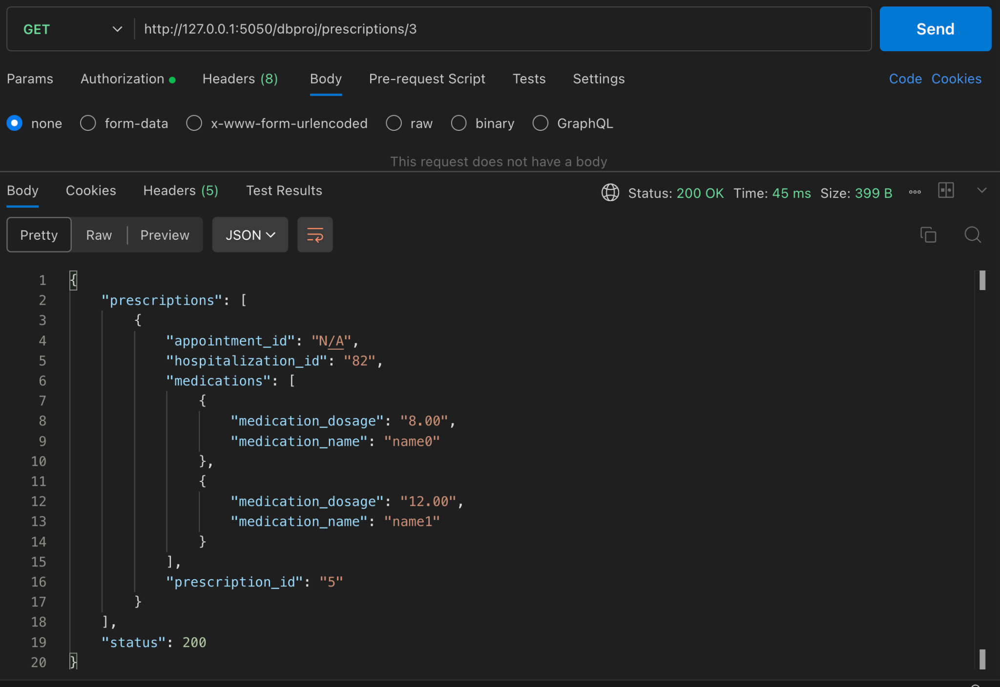 GET http://127.0.0.1:5050/dbproj/prescriptions/3 Send
Params Authorization Headers (8) Body Pre-request Script Tests Settings Code Cookies
none form-data x-www-form-urlencoded raw binary GraphQL
This request does not have a body
Body Cookies Headers (5) Test Results Status: 200 OK Time: 45 ms Size: 399 B
Pretty Raw Preview JSON
1 {
2 "prescriptions": [
3 {
4 "appointment_id": "N/A",
5 "hospitalization_id": "82",
6 "medications": [
7 {
8 "medication_dosage": "8.00",
9 "medication_name": "name0"
10 },
11 {
12 "medication_dosage": "12.00",
13 "medication_name": "name1"
14 }
15 ],
16 "prescription_id": "5"
17 }
18 ],
19 "status": 200
20 }